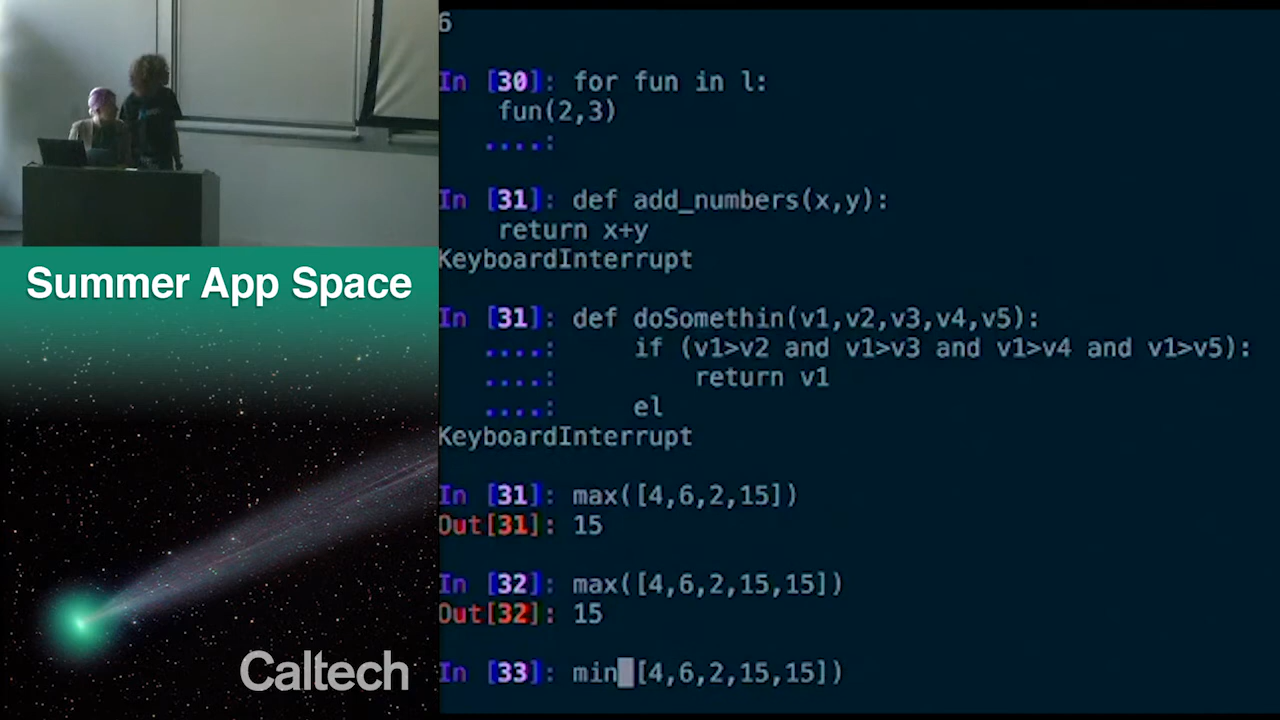 Summer App Space
Caltech
6
In [30]: for fun in l:
fun(2,3)
....:
In [31]: def add_numbers(x,y):
return x+y
KeyboardInterrupt
In [31]: def doSomethin(v1,v2,v3,v4,v5):
....: if (v1>v2 and v1>v3 and v1>v4 and v1>v5):
....: return v1
....: el
KeyboardInterrupt
In [31]: max([4,6,2,15])
Out[31]: 15
In [32]: max([4,6,2,15,15])
Out[32]: 15
In [33]: min([4,6,2,15,15])